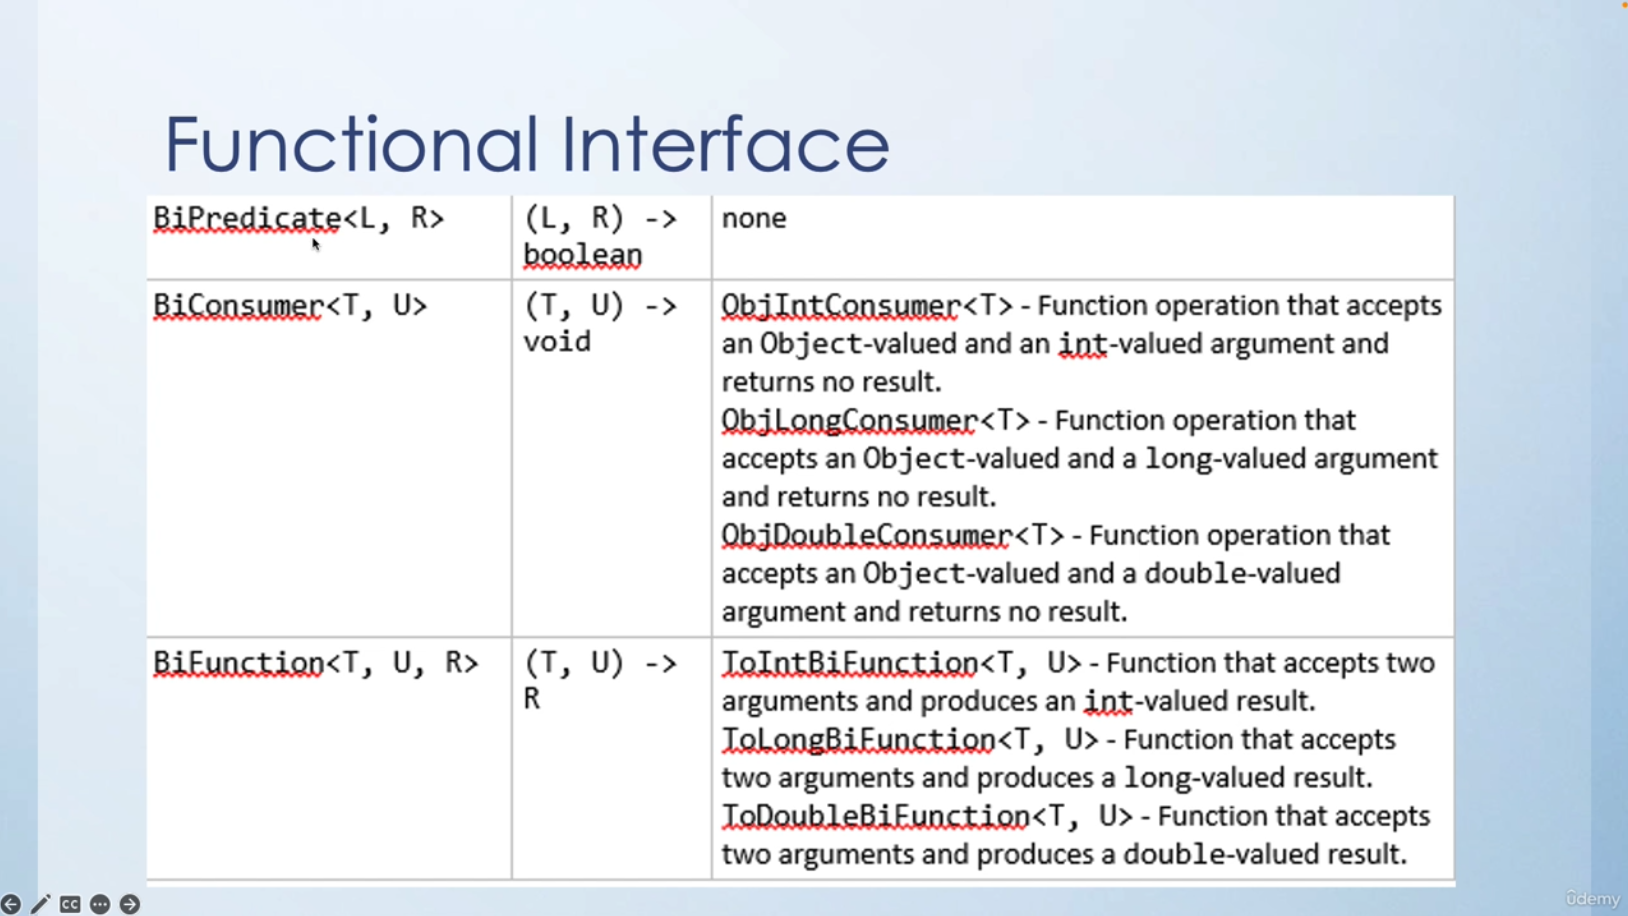 Functional Interface
BiPredicate<L, R>
(L, R) ->
boolean
none
BiConsumer<T, U>
(T, U) ->
void
ObjIntConsumer<T> - Function operation that accepts
an Object-valued and an int-valued argument and
returns no result.
ObjLongConsumer<T> - Function operation that
accepts an Object-valued and a long-valued argument
and returns no result.
ObjDoubleConsumer<T> - Function operation that
accepts an Object-valued and a double-valued
argument and returns no result.
BiFunction<T, U, R>
(T, U) ->
R
ToIntBiFunction<T, U> - Function that accepts two
arguments and produces an int-valued result.
ToLongBiFunction<T, U> - Function that accepts
two arguments and produces a long-valued result.
ToDoubleBiFunction<T, U> - Function that accepts
two arguments and produces a double-valued result.
CC
ûdemy